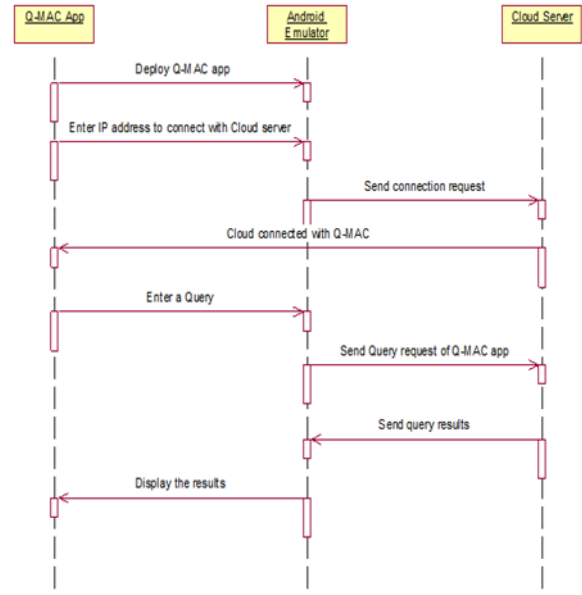 Q-MAC App
Android
Emulator
Cloud Server
Deploy Q-MAC app
Enter IP address to connect with Cloud server
Send connection request
Cloud connected with Q-MAC
Enter a Query
Send Query request of Q-MAC app
Send query results
Display the results